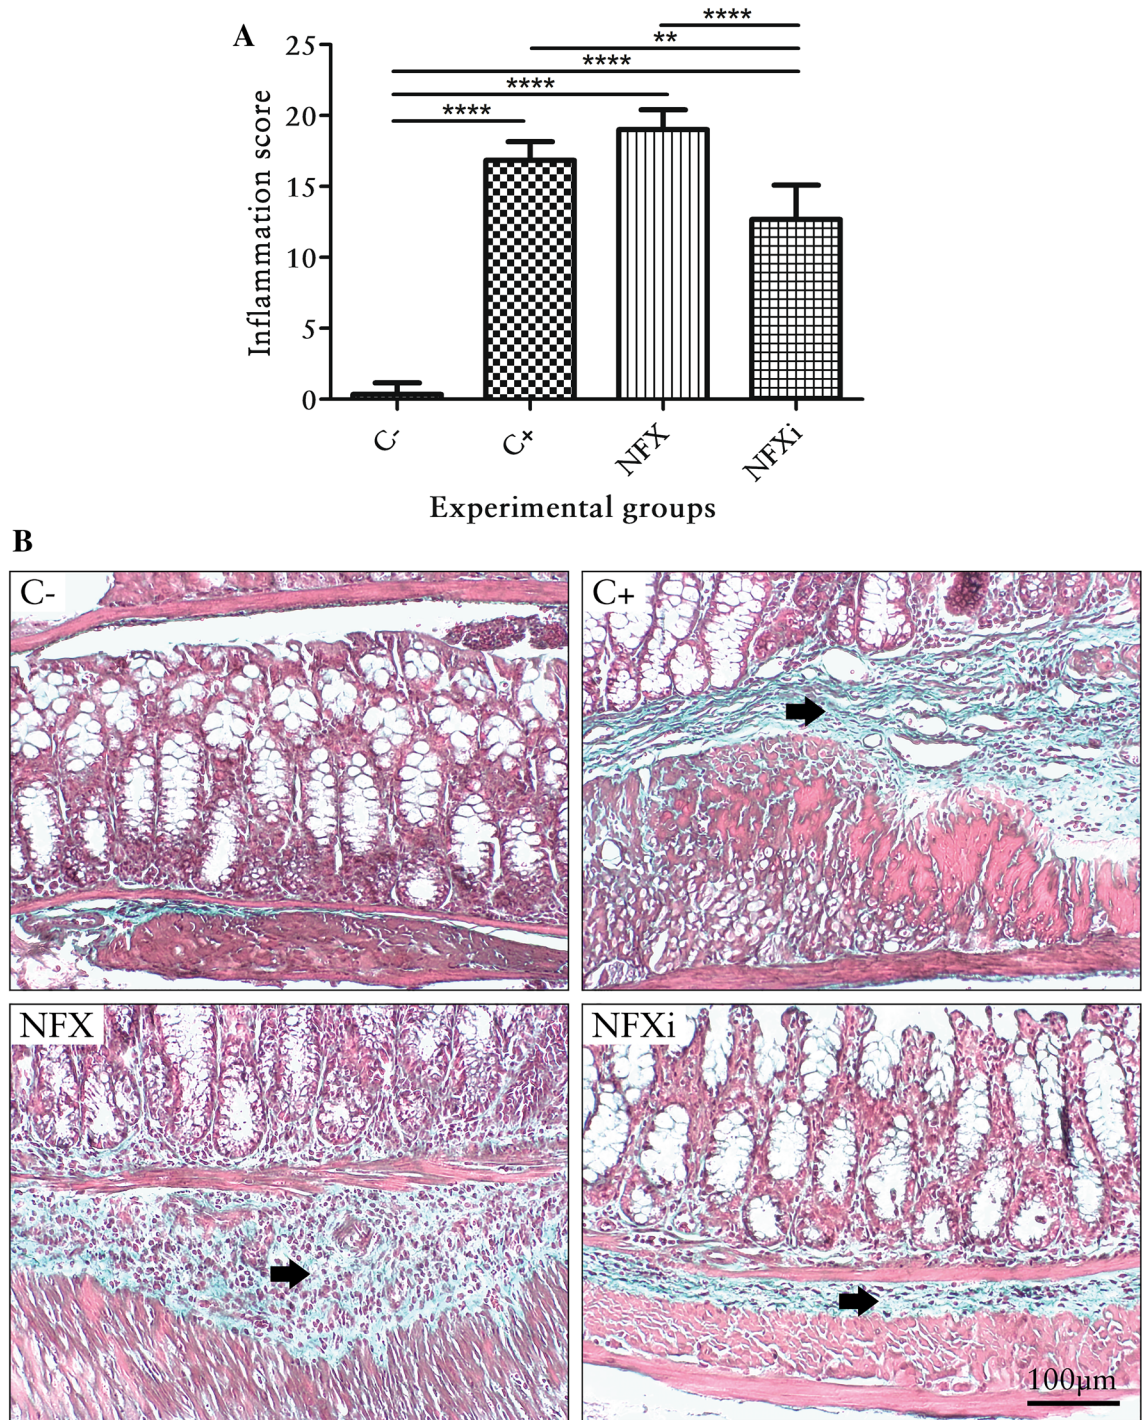 A
****
**
****
****
****
25
20
15
10
5
0
Inflammation score
C-
C+
NFX
NFXi
Experimental groups
B
C-
C+
NFX
NFXi
100µm